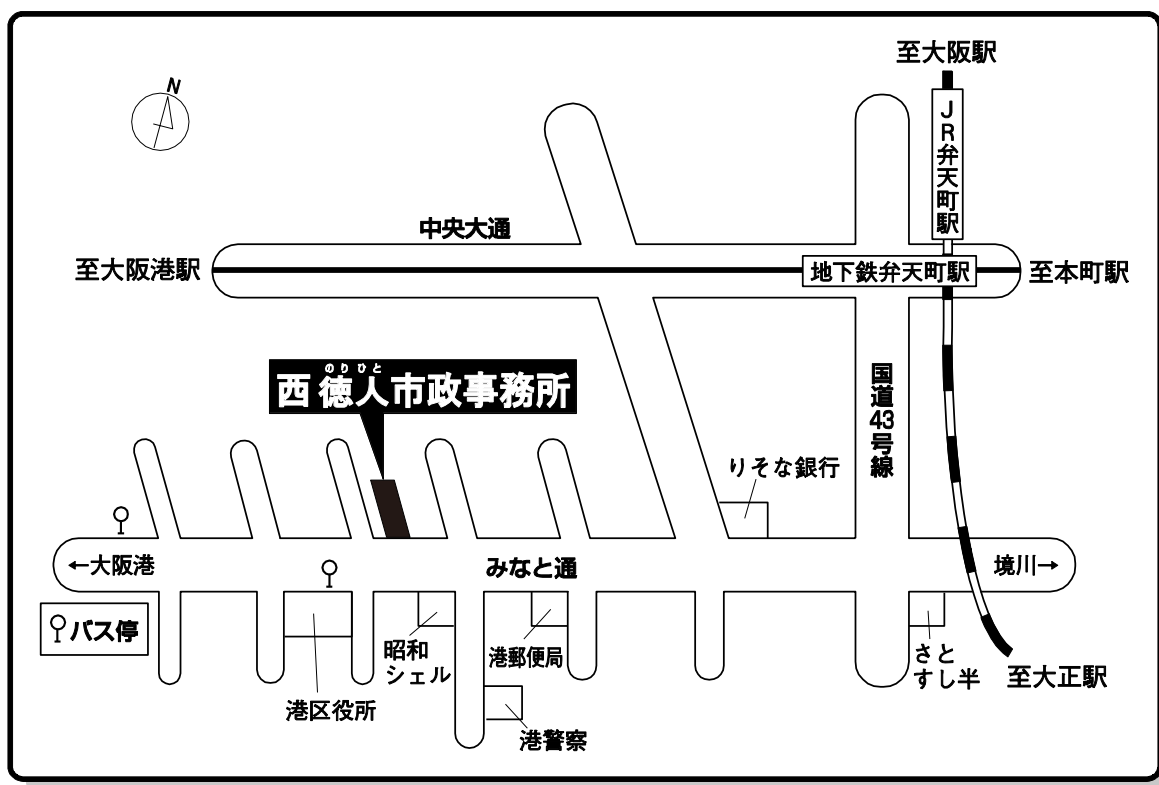 至大阪駅
N
JR弁天町駅
中央大通
至大阪港駅
地下鉄弁天町駅
至本町駅
のりひと
西 徳人市政事務所
国道43号線
りそな銀行
←大阪港
みなと通
境川→
バス停
昭和
シェル
港郵便局
さと
すし半
至大正駅
港区役所
港警察